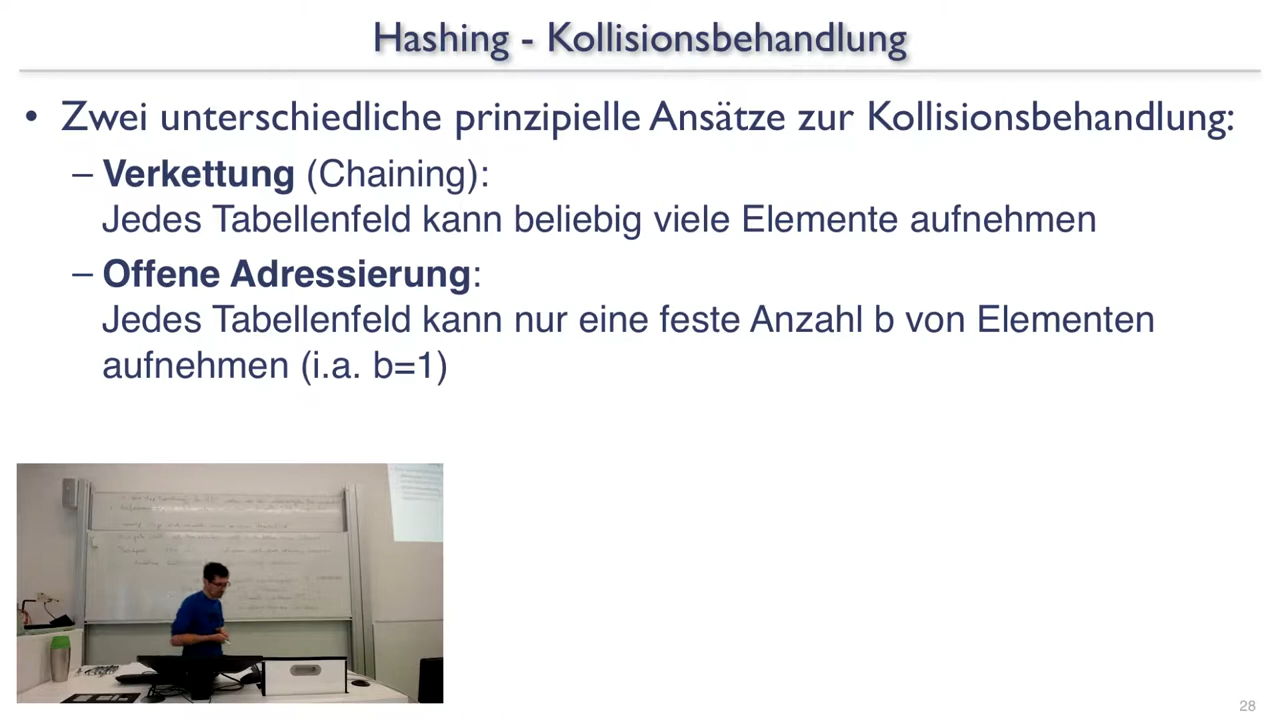 Hashing - Kollisionsbehandlung
• Zwei unterschiedliche prinzipielle Ansätze zur Kollisionsbehandlung:
– Verkettung (Chaining):
Jedes Tabellenfeld kann beliebig viele Elemente aufnehmen
– Offene Adressierung:
Jedes Tabellenfeld kann nur eine feste Anzahl b von Elementen
aufnehmen (i.a. b=1)
28